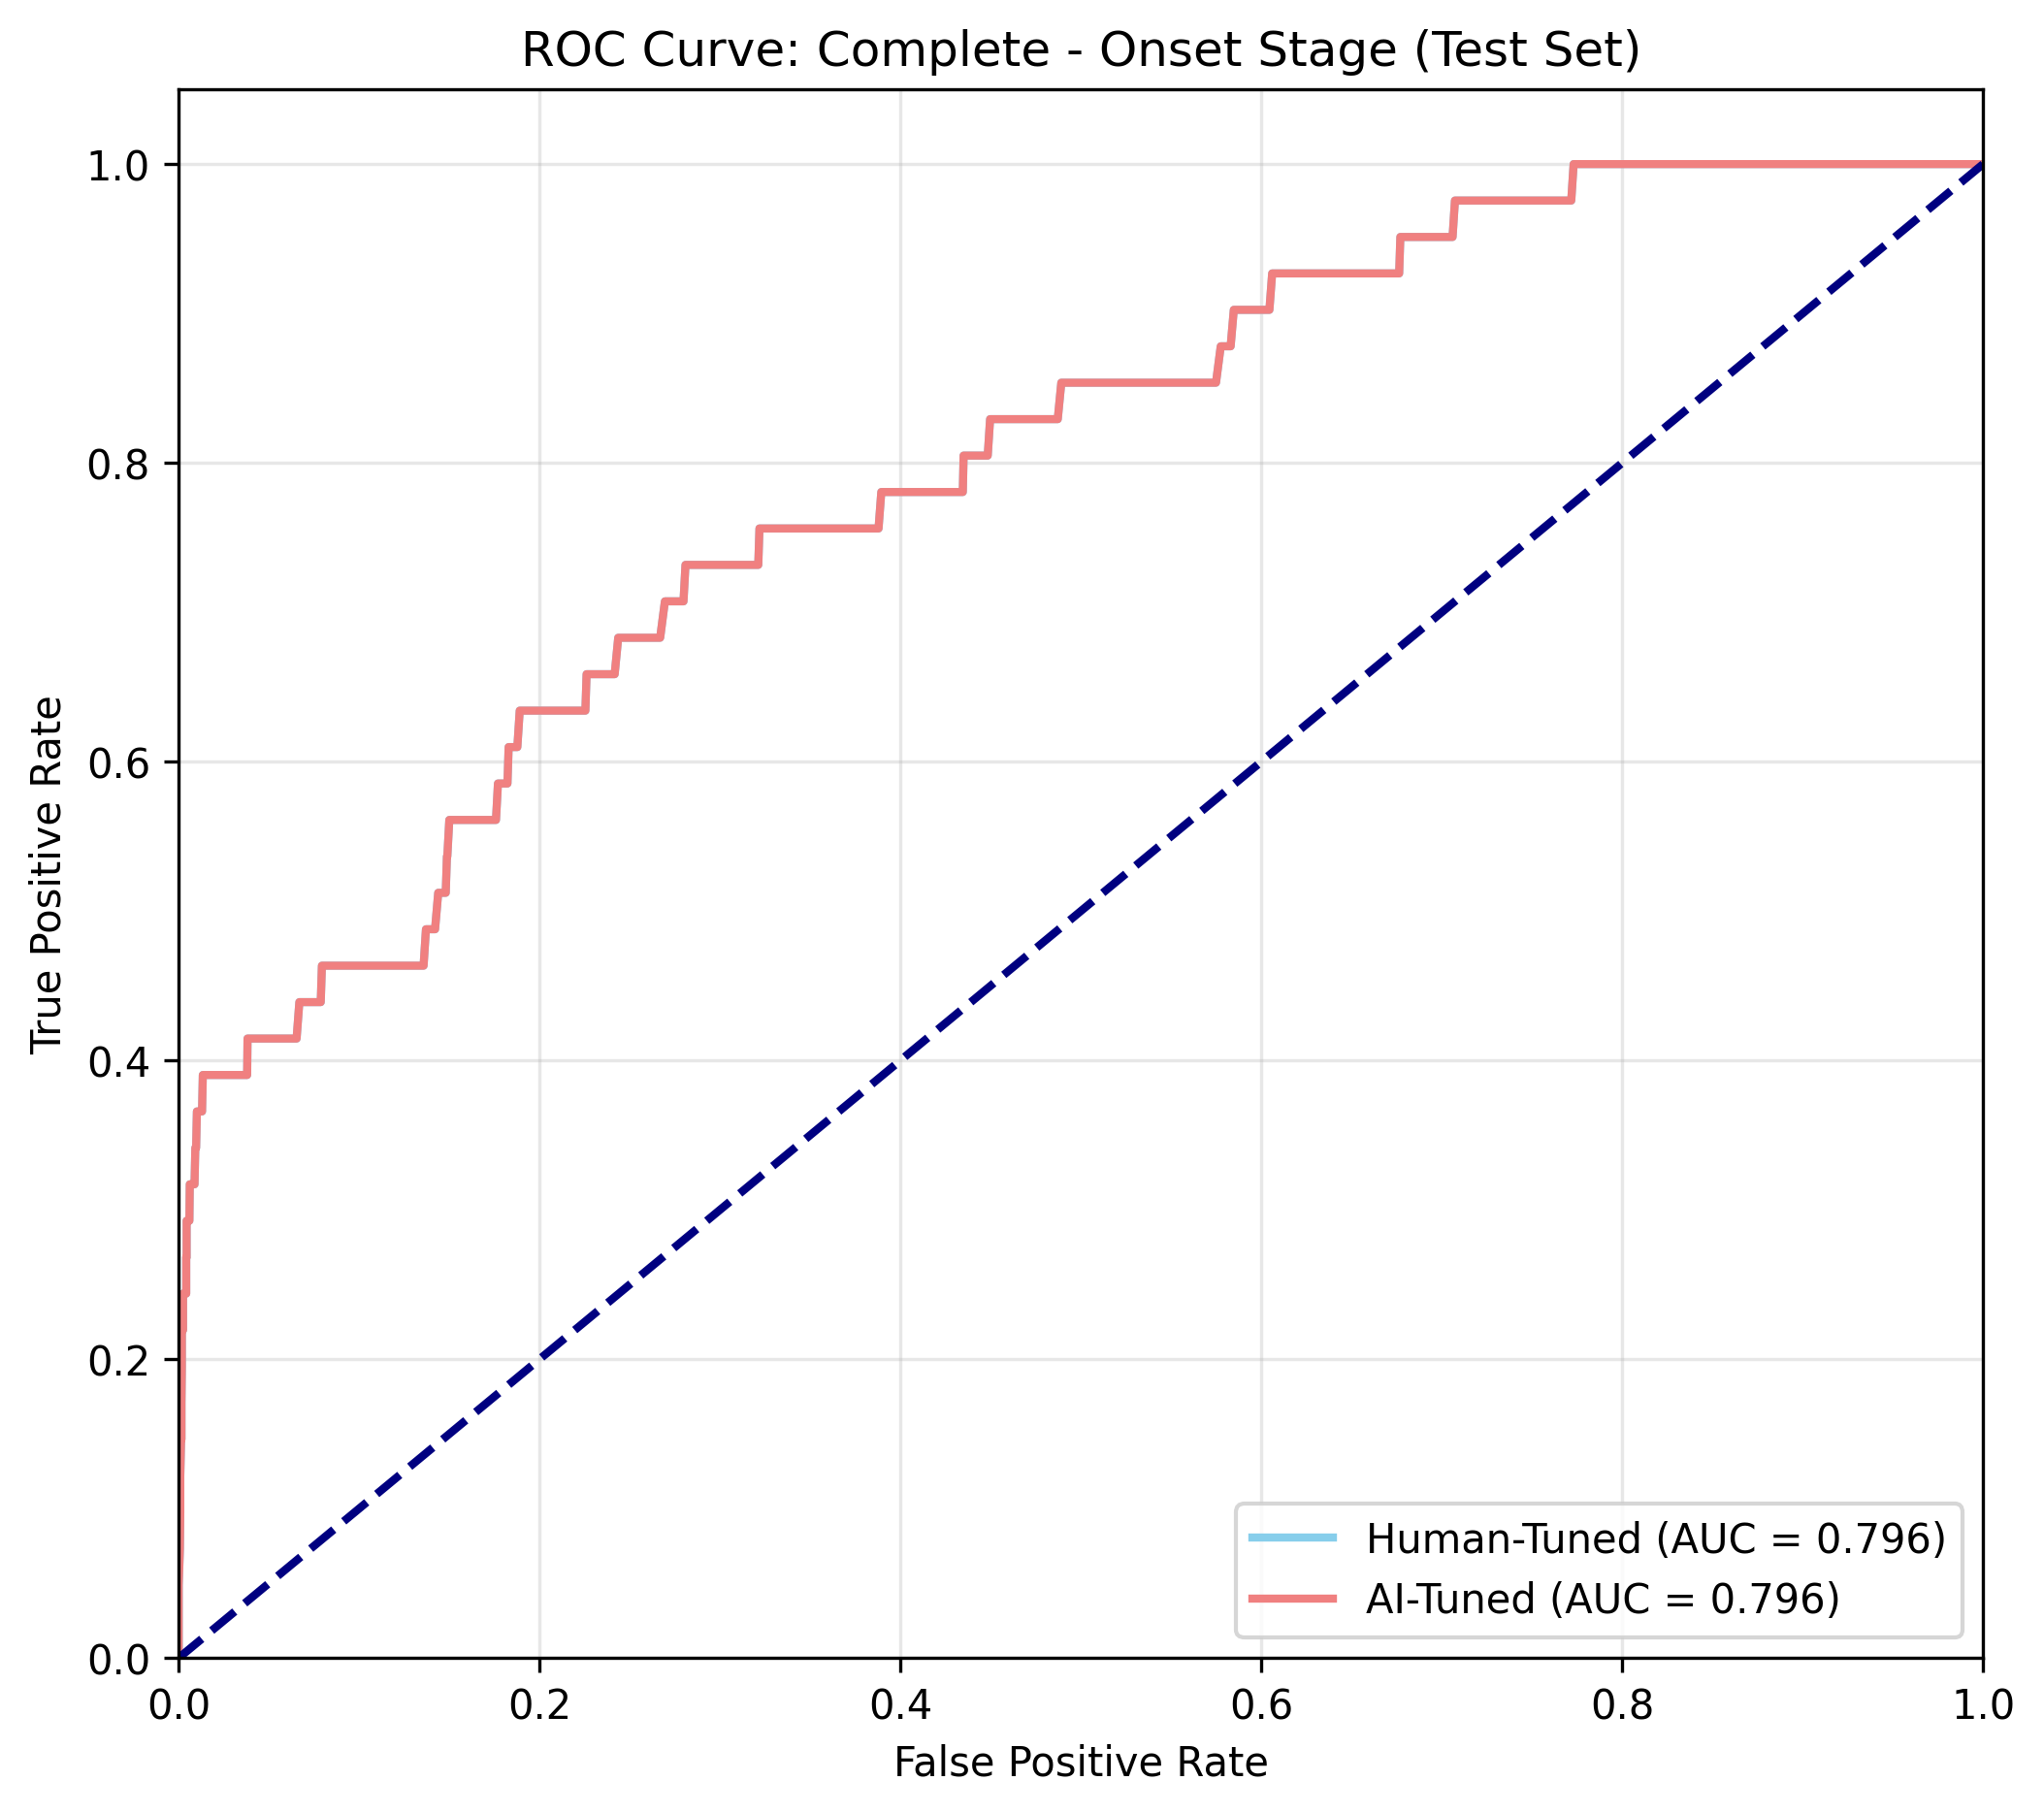 ROC Curve: Complete - Onset Stage (Test Set)
True Positive Rate
1.0
0.8
0.6
0.4
0.2
0.0
0.0 0.2 0.4 0.6 0.8 1.0
False Positive Rate
Human-Tuned (AUC = 0.796)
AI-Tuned (AUC = 0.796)